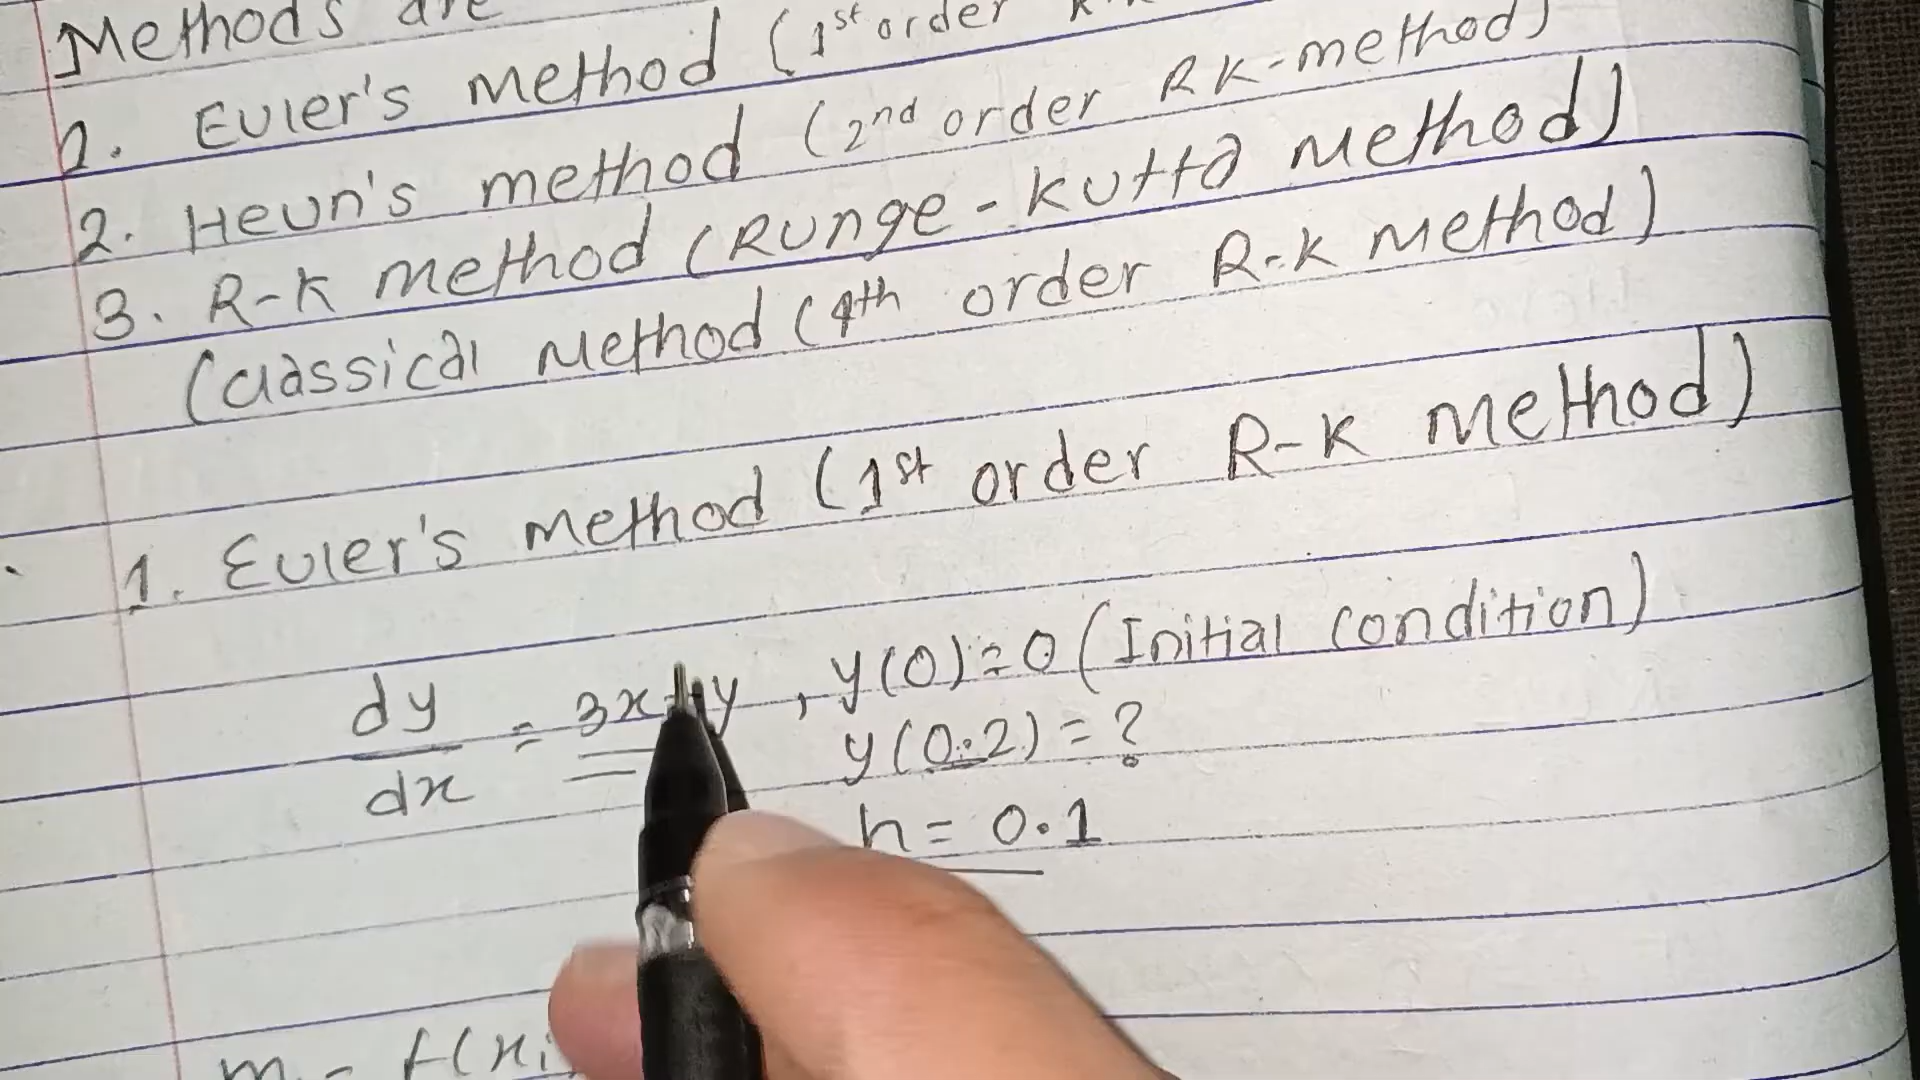 Methods are
1. Euler's method (1st order
2. Heun's method (2nd order RK-method)
3. R-K method (Runge-Kutta method)
(classical method (4th order R-K method)
1. Euler's method (1st order R-K method)
dy/dx = 3x+y, y(0)=0 (Initial condition)
y(0.2)=?
h=0.1